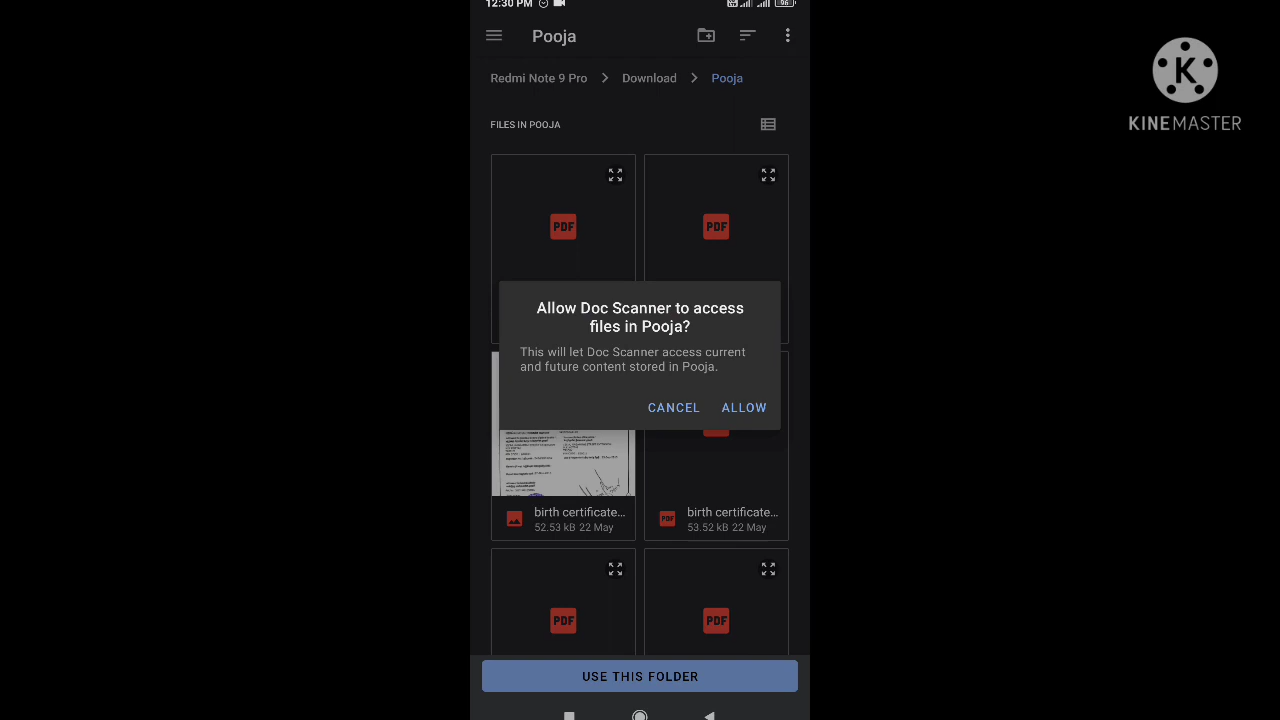 12:30 PM
96
Pooja
Redmi Note 9 Pro > Download > Pooja
FILES IN POOJA
PDF
PDF
Allow Doc Scanner to access
files in Pooja?
This will let Doc Scanner access current
and future content stored in Pooja.
CANCEL ALLOW
birth certificate...
52.53 kB 22 May
PDF
birth certificate...
53.52 kB 22 May
PDF
PDF
USE THIS FOLDER
K
KINEMASTER